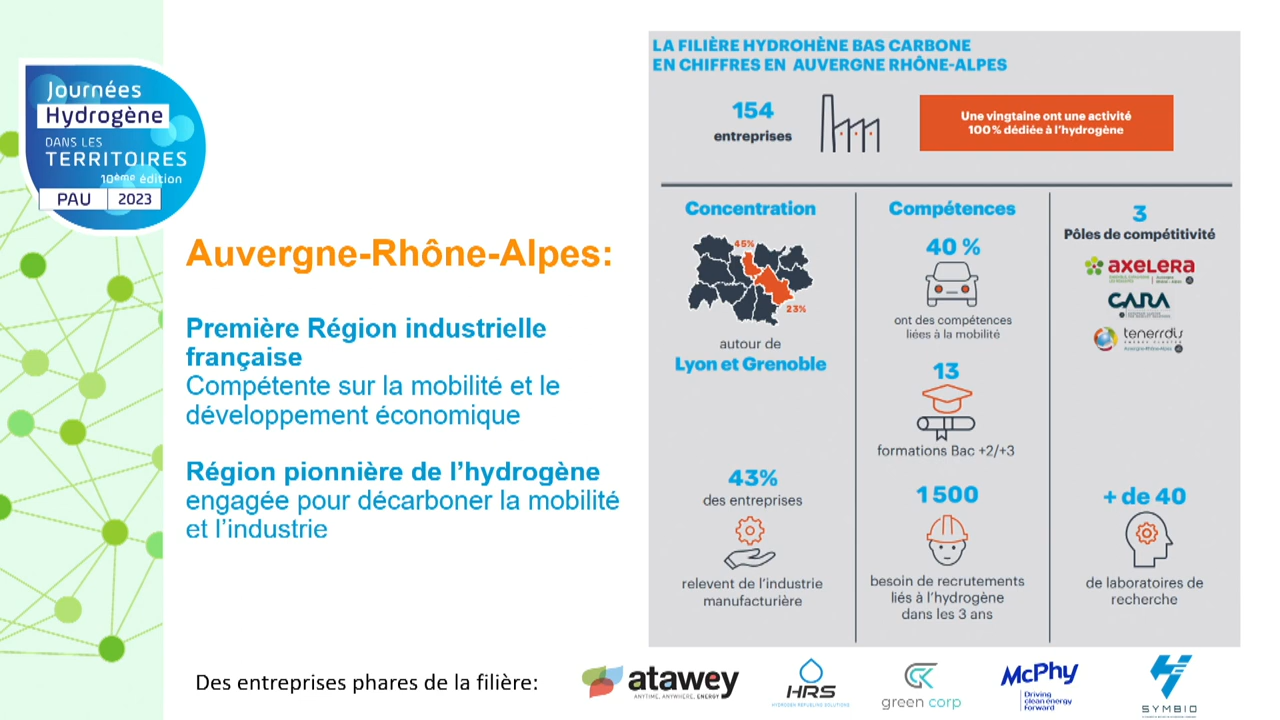 Journées
Hydrogène
DANS LES
TERRITOIRES
10ème édition
PAU 2023
Auvergne-Rhône-Alpes:
Première Région industrielle
française
Compétente sur la mobilité et le
développement économique
Région pionnière de l'hydrogène
engagée pour décarboner la mobilité
et l'industrie
LA FILIÈRE HYDROHÈNE BAS CARBONE
EN CHIFFRES EN AUVERGNE RHÔNE-ALPES
154
entreprises
Une vingtaine ont une activité
100% dédiée à l'hydrogène
Concentration
45%
23%
autour de
Lyon et Grenoble
43%
des entreprises
relevent de l'industrie
manufacturière
Compétences
40 %
ont des compétences
liées à la mobilité
13
formations Bac +2/+3
1 500
besoin de recrutements
liés à l'hydrogène
dans les 3 ans
3
Pôles de compétitivité
axelera
CARA
tenerrdis
Auvergne-Rhône-Alpes
+ de 40
de laboratoires de
recherche
Des entreprises phares de la filière:
atawey
ANYTIME, ANYWHERE, ENERGY
HRS
HYDROGEN REFUELING SOLUTIONS
green corp
McPhy
Driving
clean energy
forward
SYMBIO